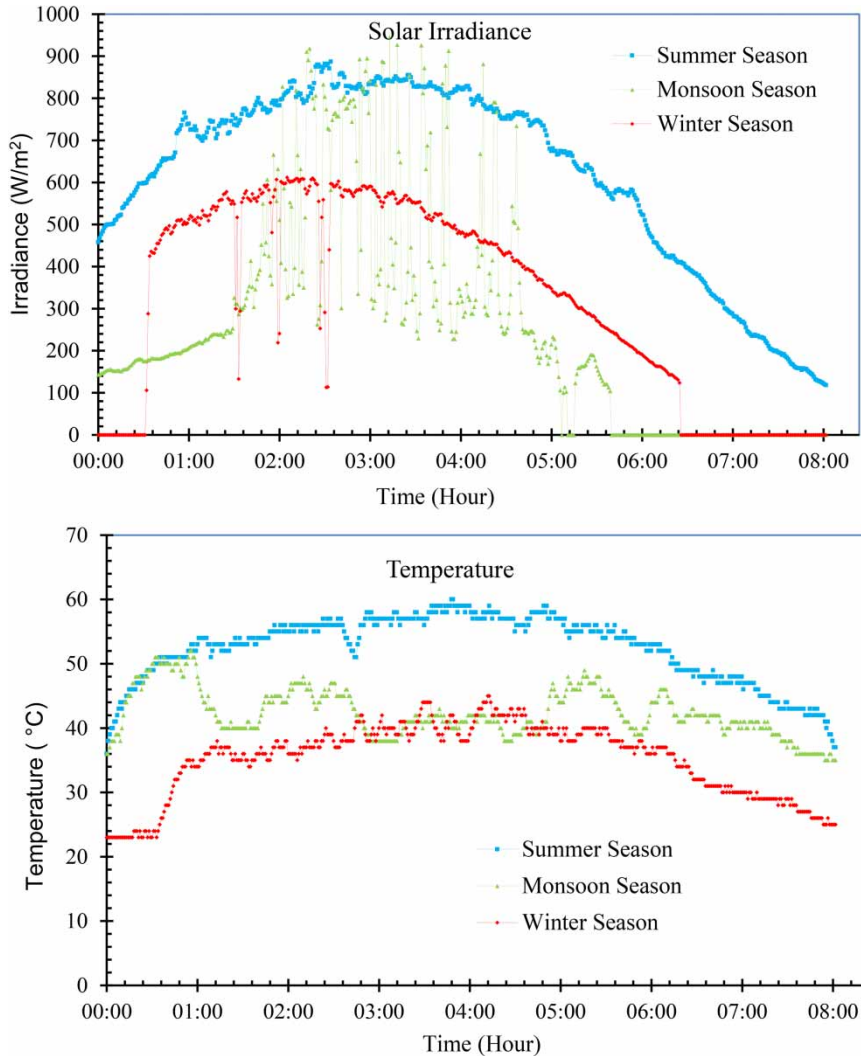 Solar Irradiance
Irradiance (W/m²)
1000
900
800
700
600
500
400
300
200
100
0
Summer Season
Monsoon Season
Winter Season
00:00 01:00 02:00 03:00 04:00 05:00 06:00 07:00 08:00
Time (Hour)
Temperature
Temperature ( °C)
70
60
50
40
30
20
10
0
Summer Season
Monsoon Season
Winter Season
00:00 01:00 02:00 03:00 04:00 05:00 06:00 07:00 08:00
Time (Hour)